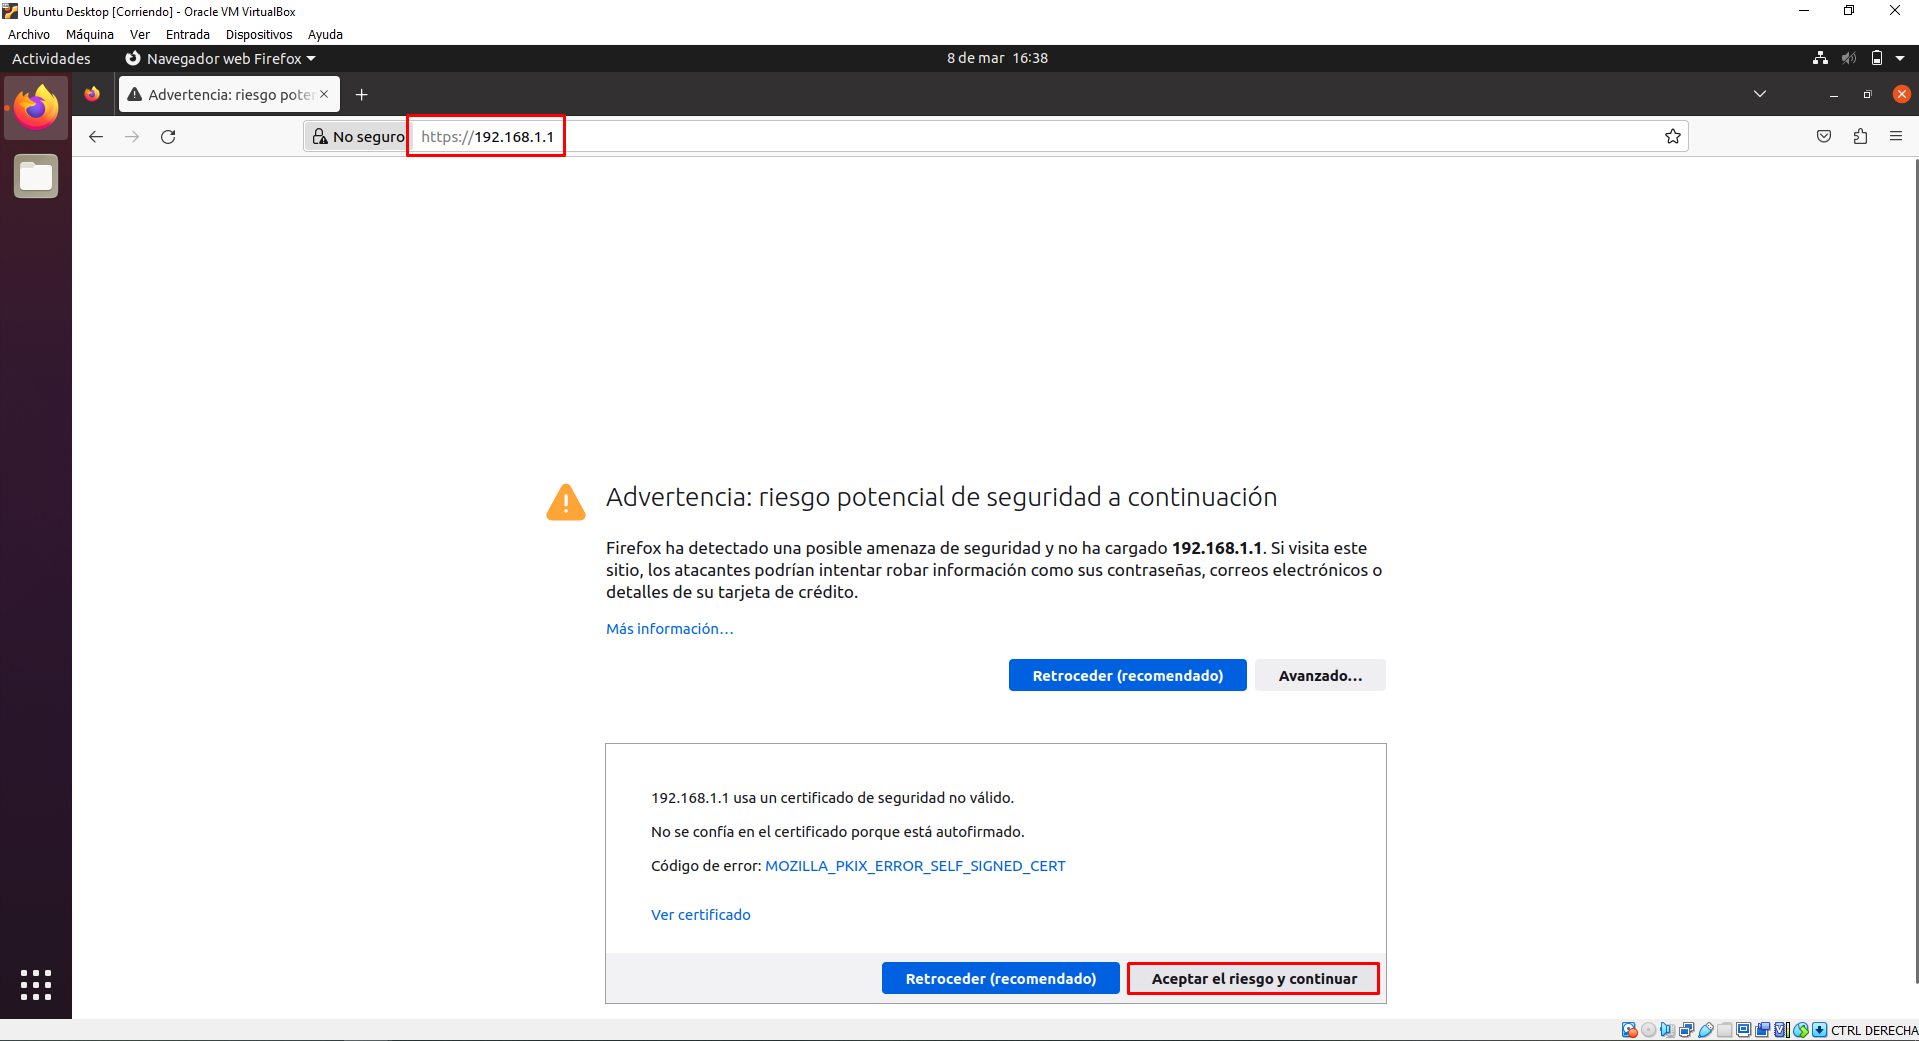 Ubuntu Desktop [Corriendo] - Oracle VM VirtualBox
Archivo Máquina Ver Entrada Dispositivos Ayuda
Actividades Navegador web Firefox 8 de mar 16:38
Advertencia: riesgo poten
No seguro https://192.168.1.1
Advertencia: riesgo potencial de seguridad a continuación
Firefox ha detectado una posible amenaza de seguridad y no ha cargado 192.168.1.1. Si visita este
sitio, los atacantes podrían intentar robar información como sus contraseñas, correos electrónicos o
detalles de su tarjeta de crédito.
Más información…
Retroceder (recomendado) Avanzado…
192.168.1.1 usa un certificado de seguridad no válido.
No se confía en el certificado porque está autofirmado.
Código de error: MOZILLA_PKIX_ERROR_SELF_SIGNED_CERT
Ver certificado
Retroceder (recomendado) Aceptar el riesgo y continuar
CTRL DERECHA